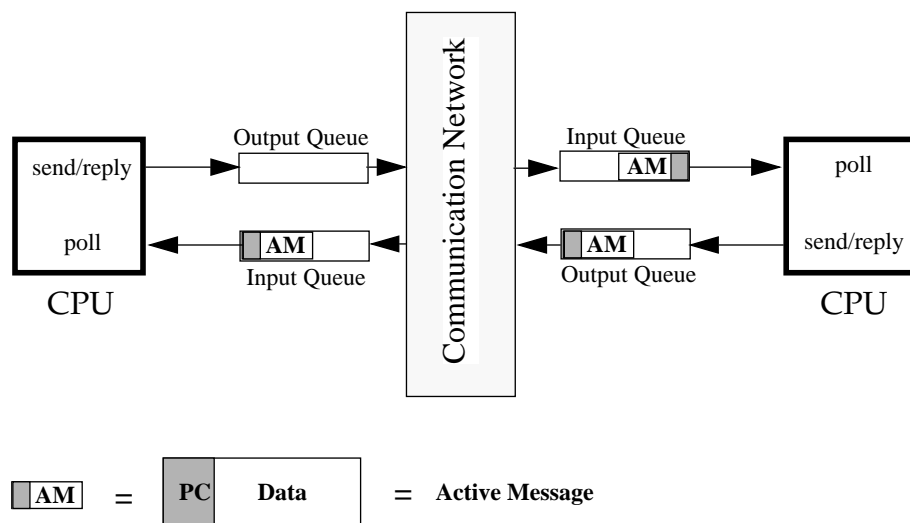 Output Queue
Input Queue
send/reply
AM
poll
Communication Network
poll
AM
AM
send/reply
Input Queue
Output Queue
CPU
CPU
AM = PC Data = Active Message